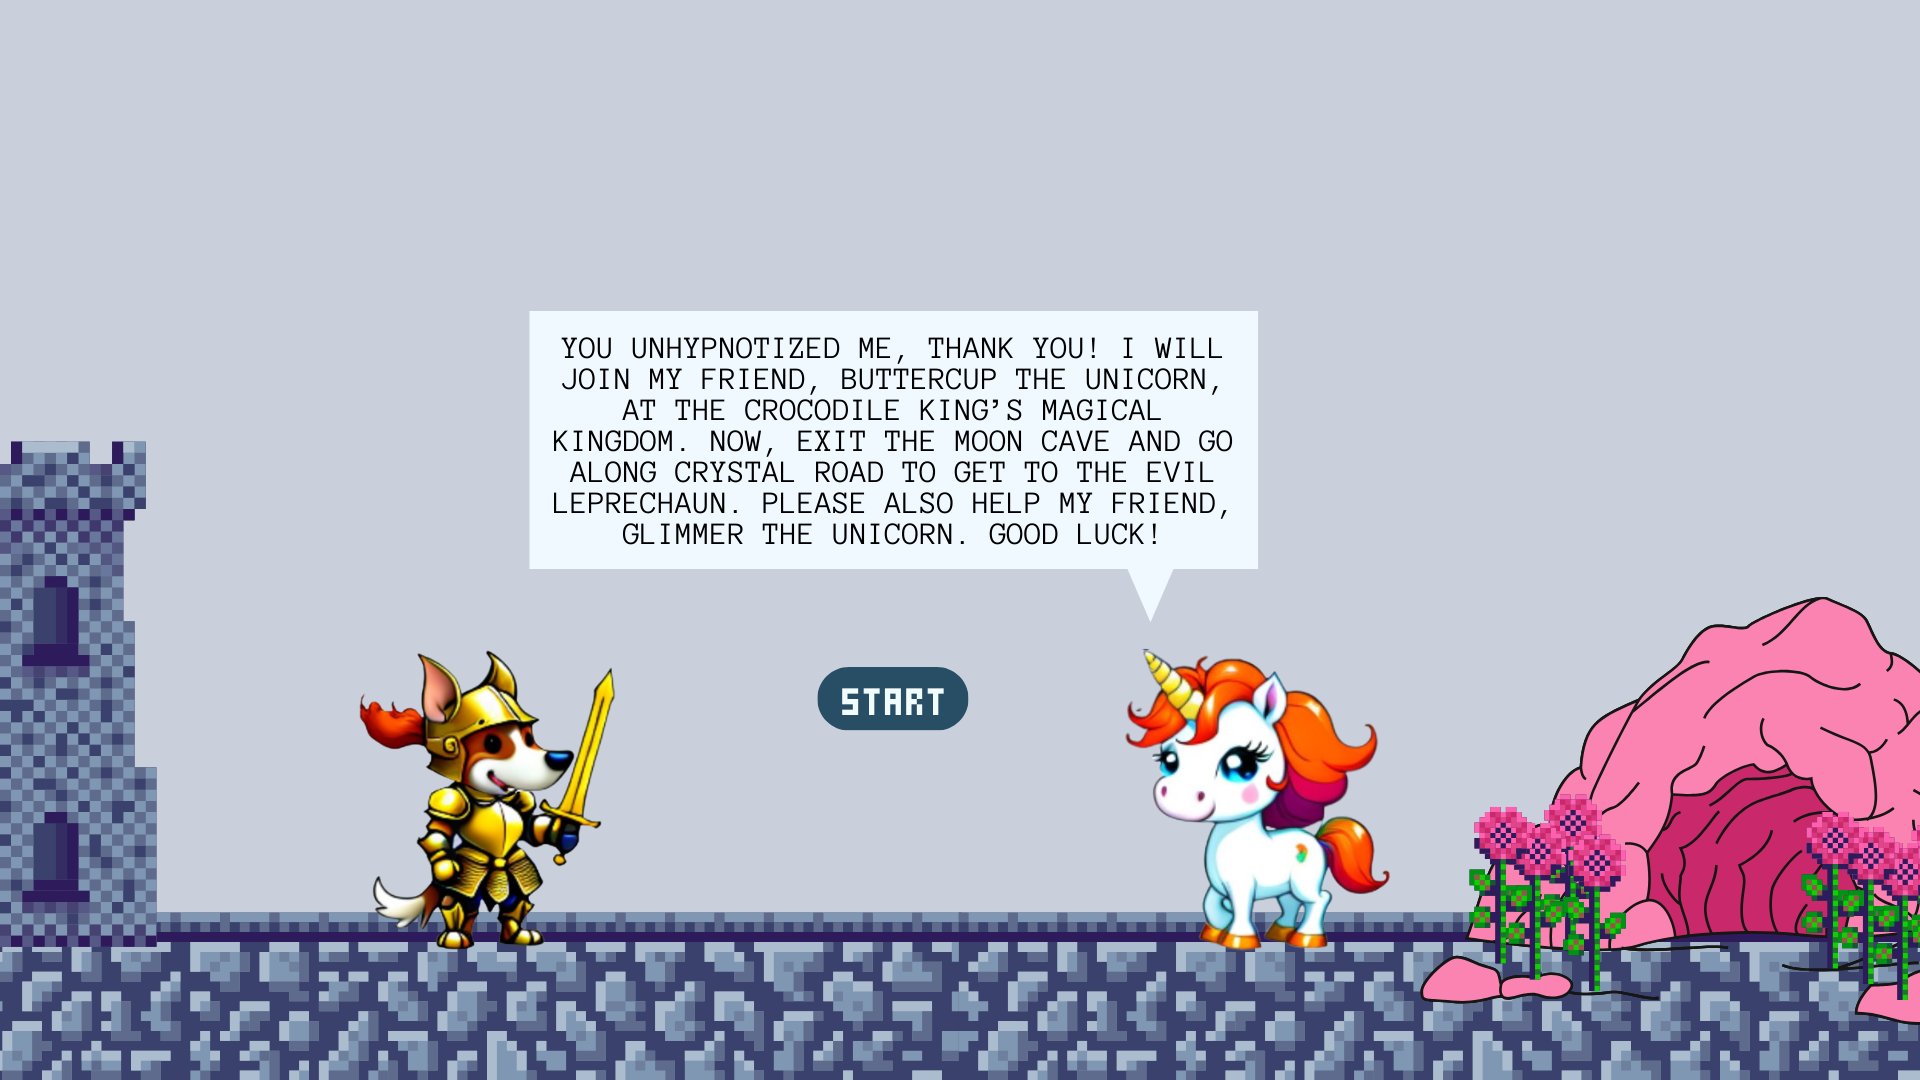 YOU UNHYPNOTIZED ME, THANK YOU! I WILL
JOIN MY FRIEND, BUTTERCUP THE UNICORN,
AT THE CROCODILE KING'S MAGICAL
KINGDOM. NOW, EXIT THE MOON CAVE AND GO
ALONG CRYSTAL ROAD TO GET TO THE EVIL
LEPRECHAUN. PLEASE ALSO HELP MY FRIEND,
GLIMMER THE UNICORN. GOOD LUCK!
START